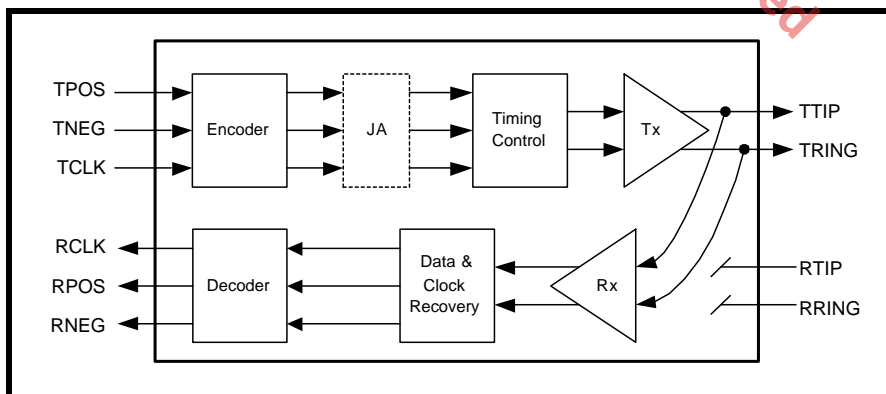 TPOS
TNEG
TCLK
Encoder
JA
Timing
Control
Tx
TTIP
TRING
RCLK
RPOS
RNEG
Decoder
Data &
Clock
Recovery
Rx
RTIP
RRING